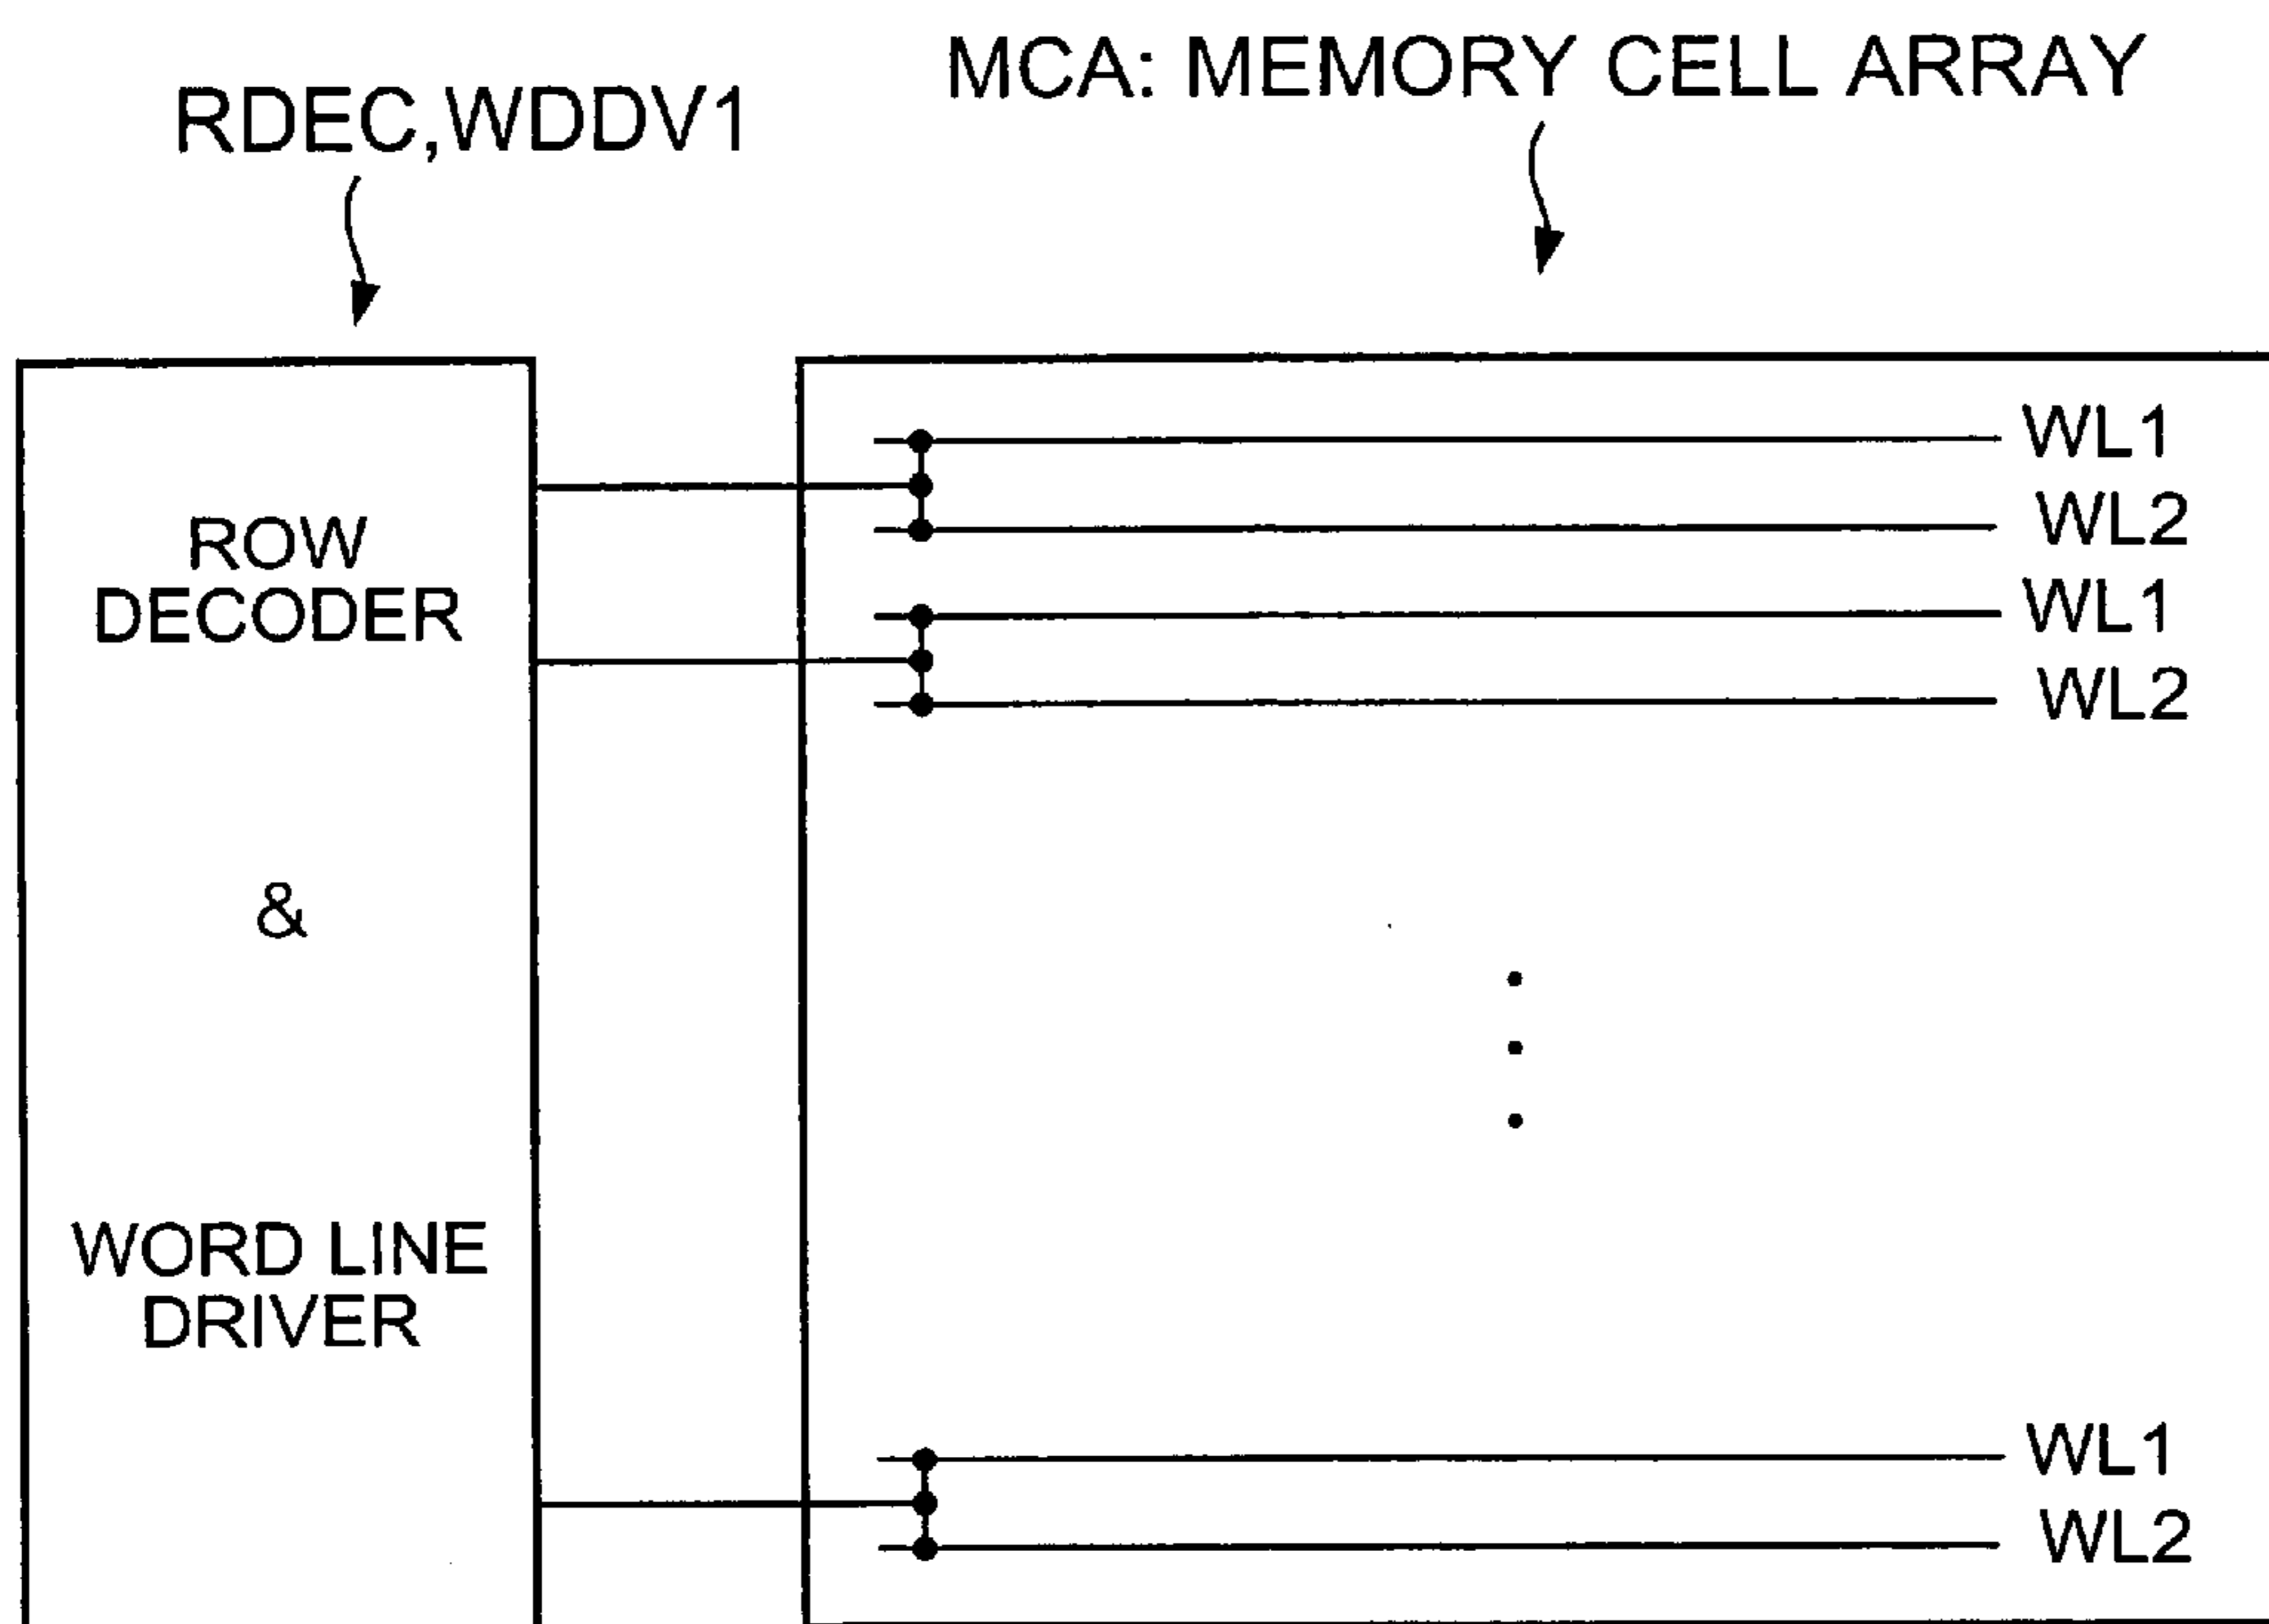 MCA: MEMORY CELL ARRAY
RDEC,WDDV1
WL1
WL2
ROW
DECODER
WL1
WL2
&
WORD LINE
DRIVER
WL1
WL2